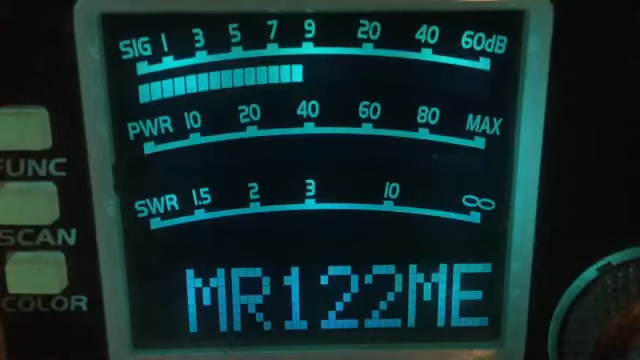 SIG 1 3 5 7 9 20 40 60dB
PWR 10 20 40 60 80 MAX
FUNC
SWR 1.5 2 3 10 ∞
SCAN
COLOR
MR122ME